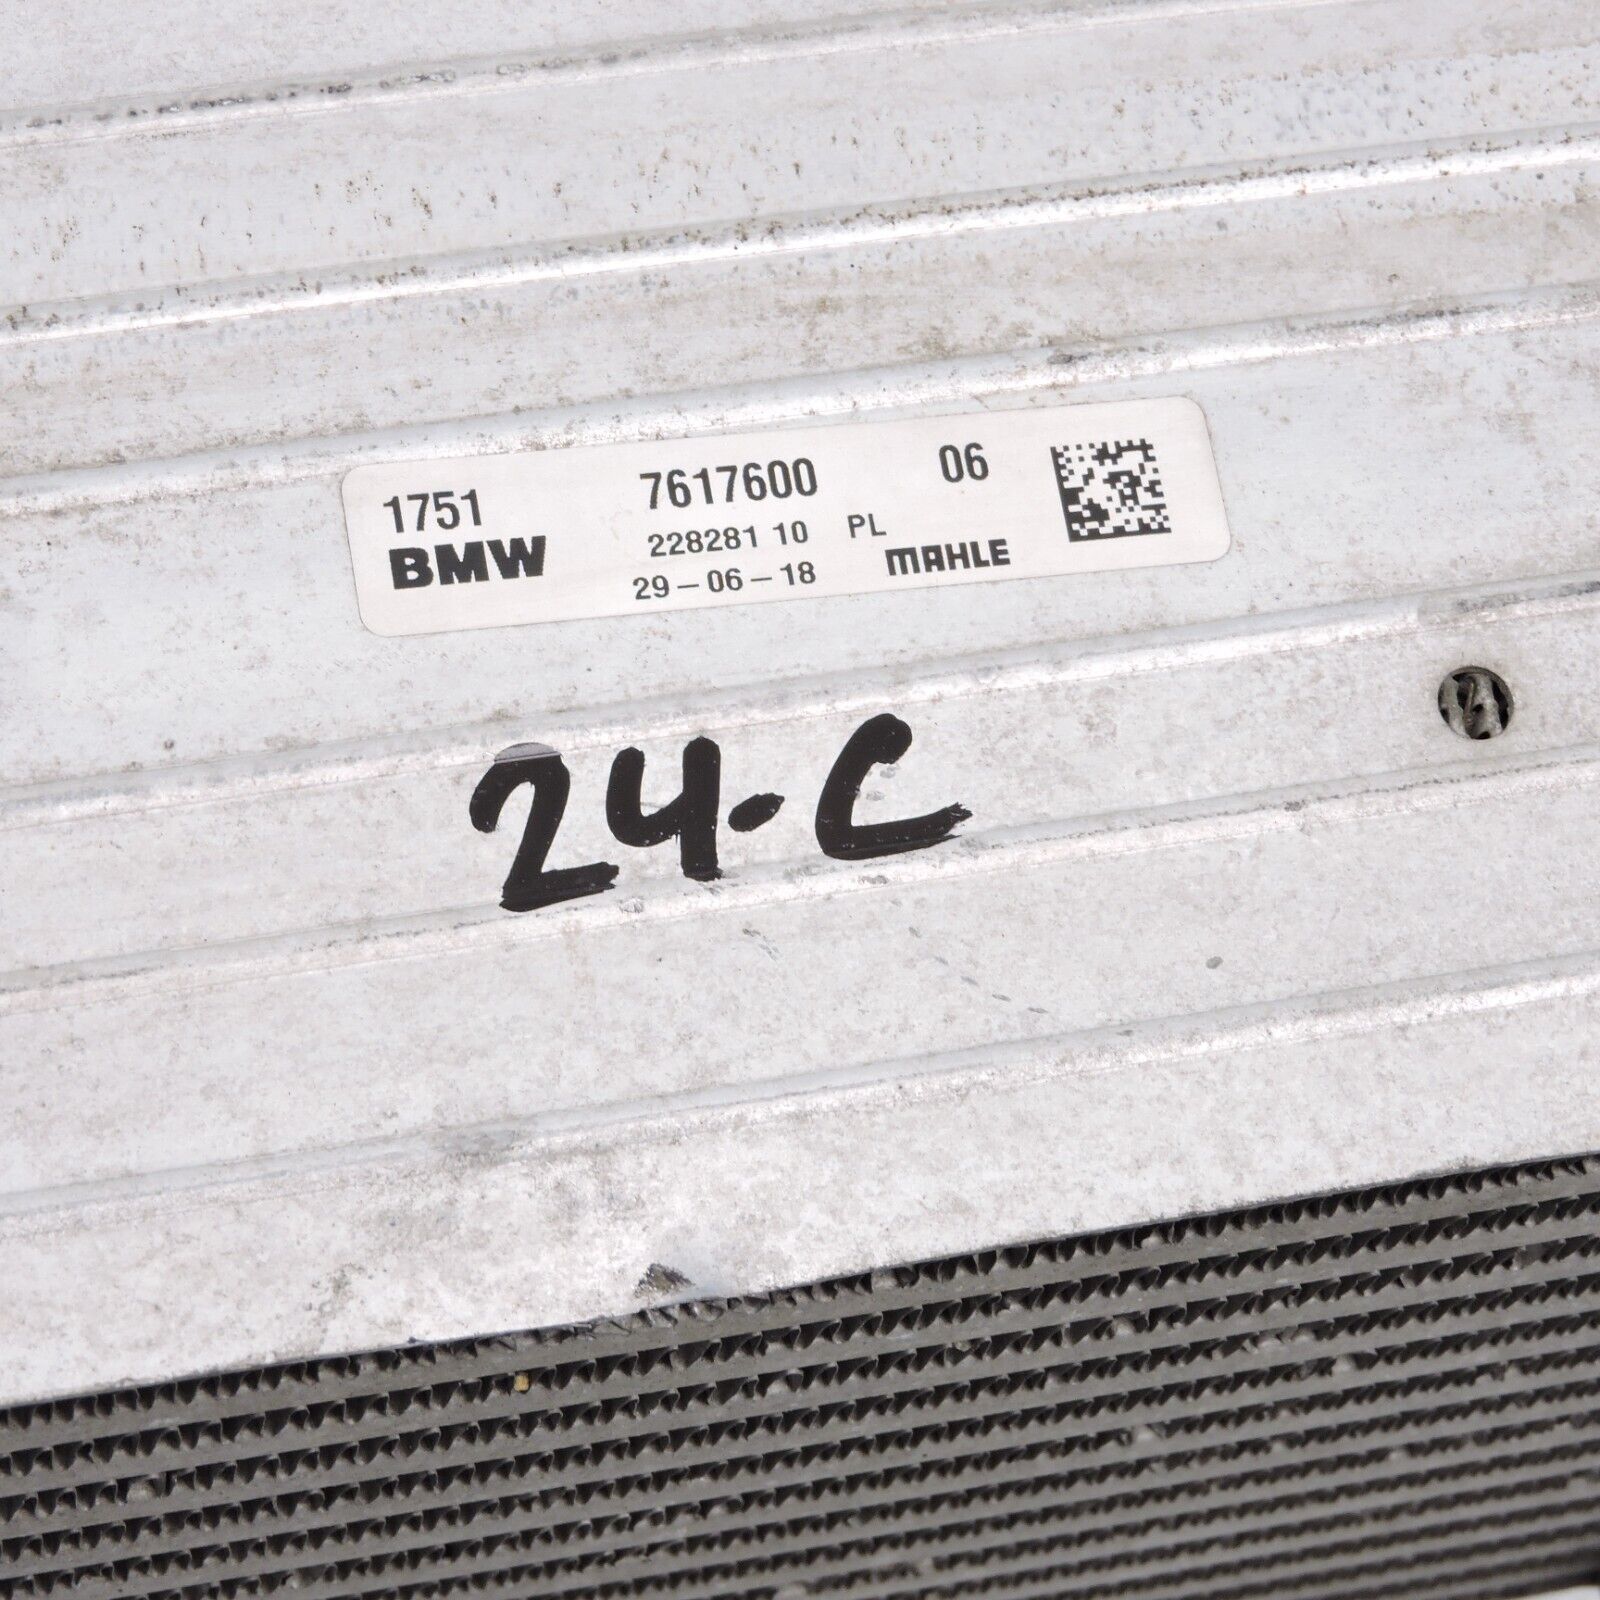 1751 7617600 06
BMW 228281 10 PL
29-06-18 MAHLE
24.C